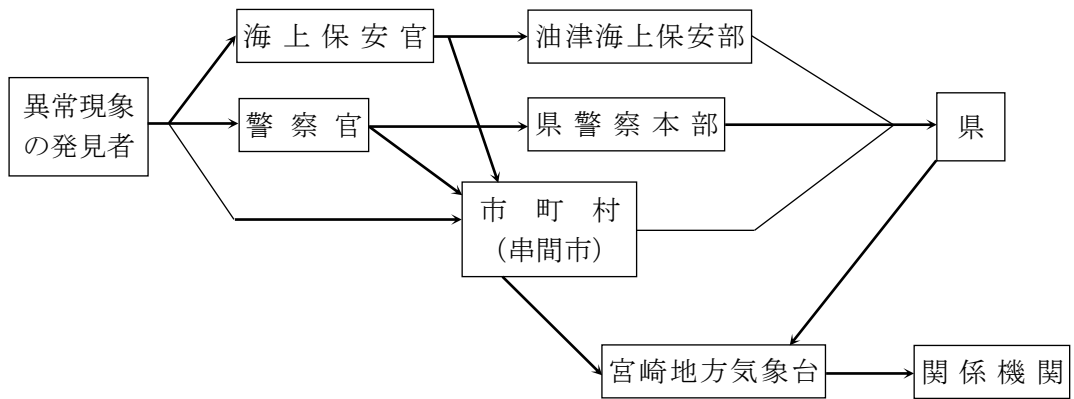 海上保安官
油津海上保安部
異常現象
の発見者
警察官
県警察本部
県
市町村
（串間市）
宮崎地方気象台
関係機関